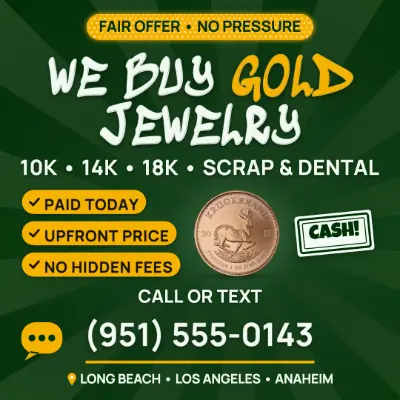 FAIR OFFER • NO PRESSURE
WE BUY GOLD
JEWELRY
10K • 14K • 18K • SCRAP & DENTAL
PAID TODAY
UPFRONT PRICE
NO HIDDEN FEES
KRUGERRAND
CASH!
CALL OR TEXT
(951) 555-0143
LONG BEACH • LOS ANGELES • ANAHEIM